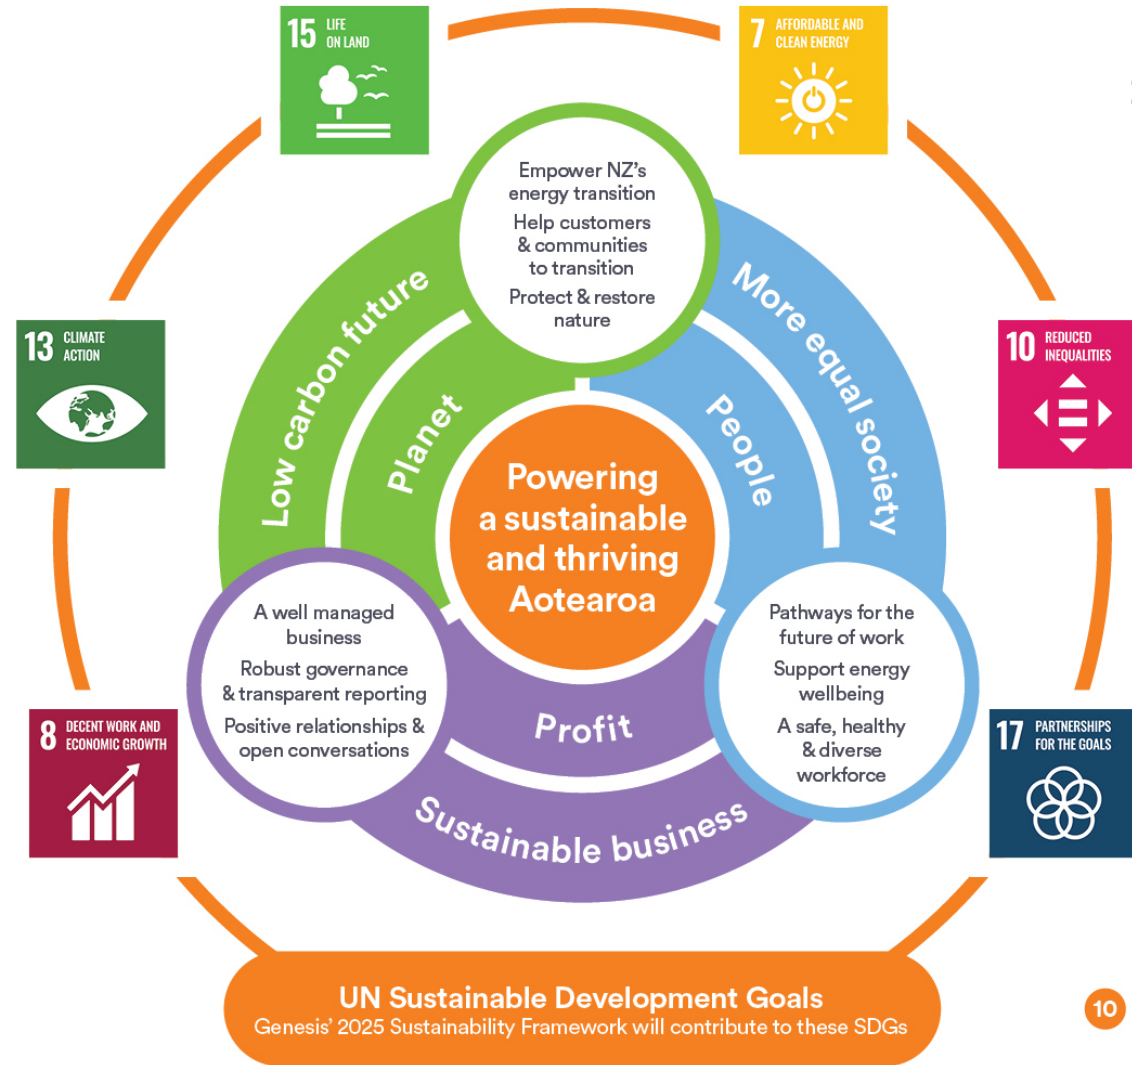 15 LIFE
ON LAND
7 AFFORDABLE AND
CLEAN ENERGY
13 CLIMATE
ACTION
10 REDUCED
INEQUALITIES
Empower NZ’s
energy transition
Help customers
& communities
to transition
Protect & restore
nature
Low carbon future
Planet
More equal society
People
Powering
a sustainable
and thriving
Aotearoa
A well managed
business
Robust governance
& transparent reporting
Positive relationships &
open conversations
Pathways for the
future of work
Support energy
wellbeing
A safe, healthy
& diverse
workforce
Profit
Sustainable business
8 DECENT WORK AND
ECONOMIC GROWTH
17 PARTNERSHIPS
FOR THE GOALS
UN Sustainable Development Goals
Genesis’ 2025 Sustainability Framework will contribute to these SDGs
10